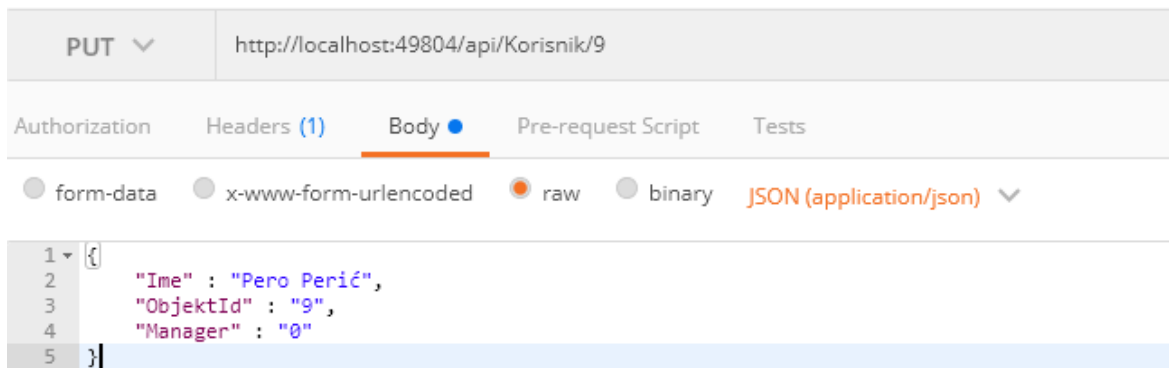 PUT http://localhost:49804/api/Korisnik/9
Authorization Headers (1) Body Pre-request Script Tests
form-data x-www-form-urlencoded raw binary JSON (application/json)
1 {
2 "Ime" : "Pero Perić",
3 "ObjektId" : "9",
4 "Manager" : "0"
5 }